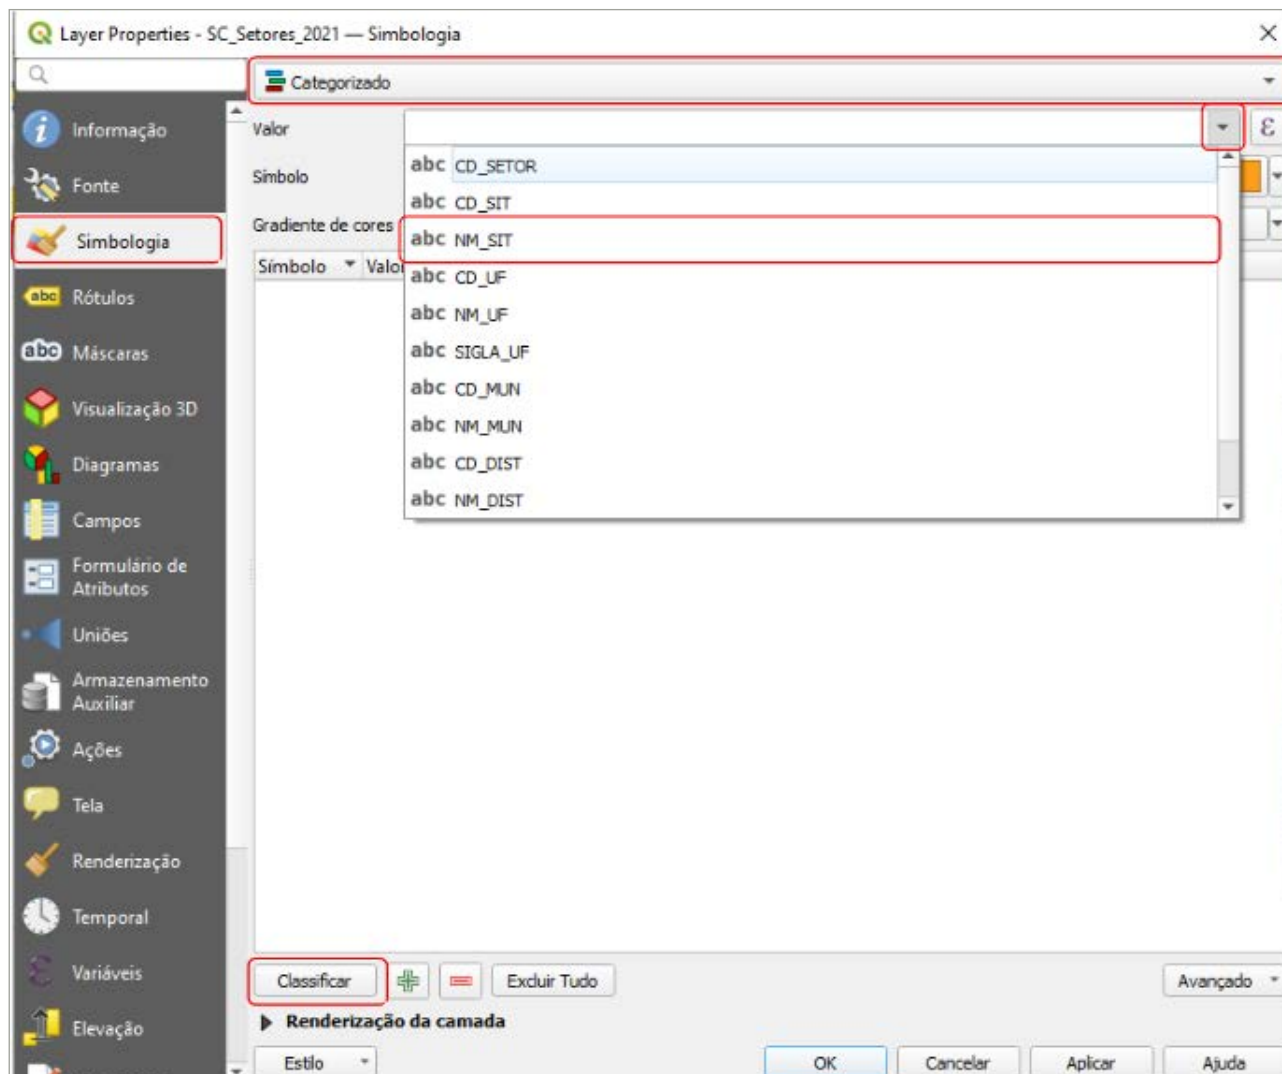 Layer Properties - SC_Setores_2021 — Simbologia
Categorizado
Informação
Valor
ε
abc CD_SETOR
Símbolo
Fonte
abc CD_SIT
Gradiente de cores
abc NM_SIT
Simbologia
Símbolo Valor
abc CD_UF
abc Rótulos
abc NM_UF
abc Máscaras
abc SIGLA_UF
abc CD_MUN
Visualização 3D
abc NM_MUN
Diagramas
abc CD_DIST
abc NM_DIST
Campos
Formulário de
Atributos
Uniões
Armazenamento
Auxiliar
Ações
Tela
Renderização
Temporal
Variáveis
Classificar
Excluir Tudo
Avançado
Elevação
Renderização da camada
Estilo
OK
Cancelar
Aplicar
Ajuda